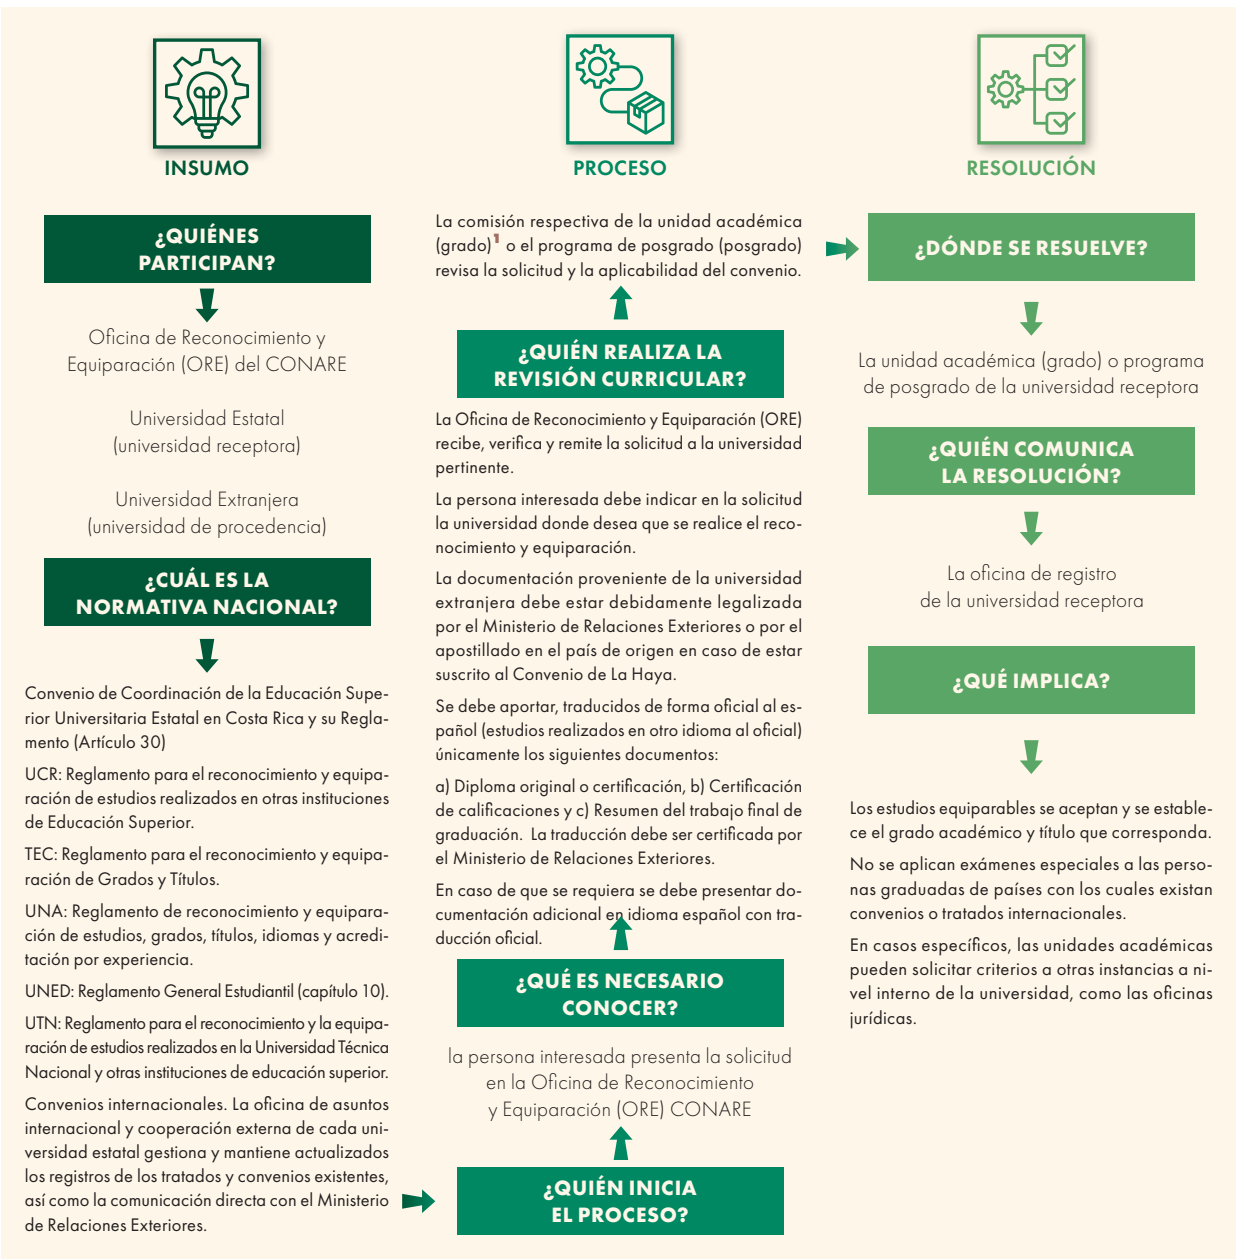 INSUMO
¿QUIÉNES
PARTICIPAN?
Oficina de Reconocimiento y
Equiparación (ORE) del CONARE
Universidad Estatal
(universidad receptora)
Universidad Extranjera
(universidad de procedencia)
¿CUÁL ES LA
NORMATIVA NACIONAL?
Convenio de Coordinación de la Educación Supe-
rior Universitaria Estatal en Costa Rica y su Regla-
mento (Artículo 30)
UCR: Reglamento para el reconocimiento y equipa-
ración de estudios realizados en otras instituciones
de Educación Superior.
TEC: Reglamento para el reconocimiento y equipa-
ración de Grados y Títulos.
UNA: Reglamento de reconocimiento y equipara-
ción de estudios, grados, títulos, idiomas y acredi-
tación por experiencia.
UNED: Reglamento General Estudiantil (capítulo 10).
UTN: Reglamento para el reconocimiento y la equipa-
ración de estudios realizados en la Universidad Técnica
Nacional y otras instituciones de educación superior.
Convenios internacionales. La oficina de asuntos
internacional y cooperación externa de cada uni-
versidad estatal gestiona y mantiene actualizados
los registros de los tratados y convenios existentes,
así como la comunicación directa con el Ministerio
de Relaciones Exteriores.
PROCESO
La comisión respectiva de la unidad académica
(grado)1 o el programa de posgrado (posgrado)
revisa la solicitud y la aplicabilidad del convenio.
¿QUIÉN REALIZA LA
REVISIÓN CURRICULAR?
La Oficina de Reconocimiento y Equiparación (ORE)
recibe, verifica y remite la solicitud a la universidad
pertinente.
La persona interesada debe indicar en la solicitud
la universidad donde desea que se realice el reco-
nocimiento y equiparación.
La documentación proveniente de la universidad
extranjera debe estar debidamente legalizada
por el Ministerio de Relaciones Exteriores o por el
apostillado en el país de origen en caso de estar
suscrito al Convenio de La Haya.
Se debe aportar, traducidos de forma oficial al es-
pañol (estudios realizados en otro idioma al oficial)
únicamente los siguientes documentos:
a) Diploma original o certificación, b) Certificación
de calificaciones y c) Resumen del trabajo final de
graduación. La traducción debe ser certificada por
el Ministerio de Relaciones Exteriores.
En caso de que se requiera se debe presentar do-
cumentación adicional en idioma español con tra-
ducción oficial.
¿QUÉ ES NECESARIO
CONOCER?
la persona interesada presenta la solicitud
en la Oficina de Reconocimiento
y Equiparación (ORE) CONARE
¿QUIÉN INICIA
EL PROCESO?
RESOLUCIÓN
¿DÓNDE SE RESUELVE?
La unidad académica (grado) o programa
de posgrado de la universidad receptora
¿QUIÉN COMUNICA
LA RESOLUCIÓN?
La oficina de registro
de la universidad receptora
¿QUÉ IMPLICA?
Los estudios equiparables se aceptan y se estable-
ce el grado académico y título que corresponda.
No se aplican exámenes especiales a las perso-
nas graduadas de países con los cuales existan
convenios o tratados internacionales.
En casos específicos, las unidades académicas
pueden solicitar criterios a otras instancias a ni-
vel interno de la universidad, como las oficinas
jurídicas.